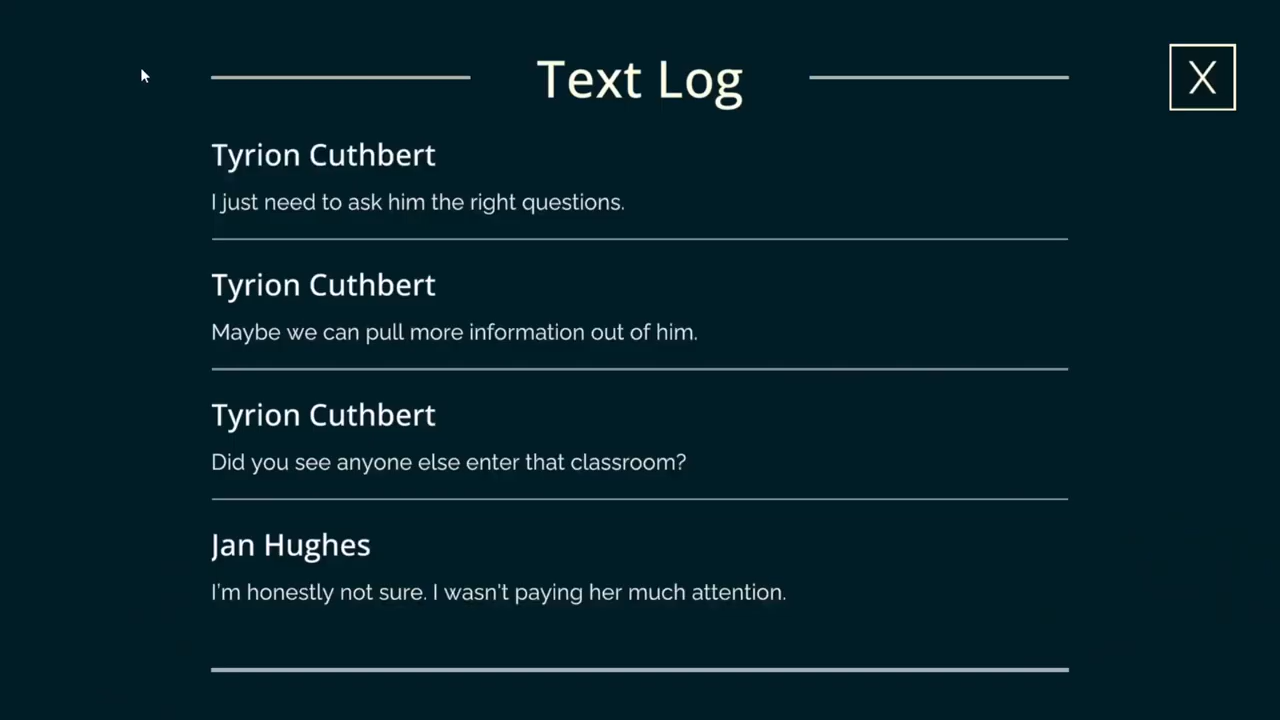 Text Log
X
Tyrion Cuthbert
I just need to ask him the right questions.
Tyrion Cuthbert
Maybe we can pull more information out of him.
Tyrion Cuthbert
Did you see anyone else enter that classroom?
Jan Hughes
I'm honestly not sure. I wasn't paying her much attention.